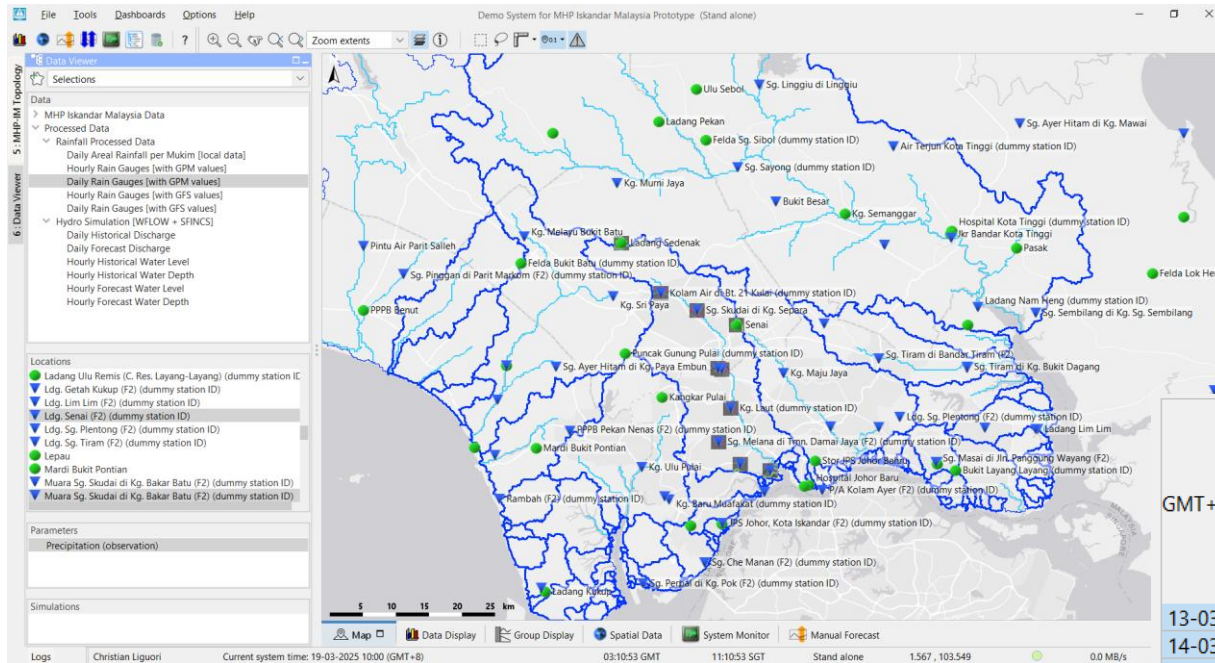 File Tools Dashboards Options Help
Demo System for MHP Iskandar Malaysia Prototype (Stand alone)
Zoom extents
5 : MHP-IM Topology
6 : Data Viewer
Data Viewer
Selections
Data
MHP Iskandar Malaysia Data
Processed Data
Rainfall Processed Data
Daily Areal Rainfall per Mukim [local data]
Hourly Rain Gauges [with GPM values]
Daily Rain Gauges [with GPM values]
Hourly Rain Gauges [with GFS values]
Daily Rain Gauges [with GFS values]
Hydro Simulation [WFLOW + SFINCS]
Daily Historical Discharge
Daily Forecast Discharge
Hourly Historical Water Level
Hourly Historical Water Depth
Hourly Forecast Water Level
Hourly Forecast Water Depth
Locations
Ladang Ulu Remis (C. Res. Layang-Layang) (dummy station IC
Ldg. Getah Kukup (F2) (dummy station ID)
Ldg. Lim Lim (F2) (dummy station ID)
Ldg. Senai (F2) (dummy station ID)
Ldg. Sg. Plentong (F2) (dummy station ID)
Ldg. Sg. Tiram (F2) (dummy station ID)
Lepau
Mardi Bukit Pontian
Muara Sg. Skudai di Kg. Bakar Batu (F2) (dummy station ID)
Muara Sg. Skudai di Kg. Bakar Batu (F2) (dummy station ID)
Parameters
Precipitation (observation)
Simulations
Ulu Sebol
Sg. Linggiu di Linggiu
Ladang Pekan
Sg. Ayer Hitam di Kg. Mawai
Felda Sg. Sibol (dummy station ID)
Air Terjun Kota Tinggi (dummy station ID)
Sg. Sayong (dummy station ID)
Kg. Murni Jaya
Bukit Besar
Kg. Semanggar
Hospital Kota Tinggi (dummy station ID)
Kg. Melayu Bukit Batu
Jkr Bandar Kota Tinggi
Pintu Air Parit Salleh
Ladang Sedenak
Pasak
Felda Bukit Batu (dummy station ID)
Sg. Pinggan di Parit Markom (F2) (dummy station ID)
Felda Lok He
Kolam Air di Bt. 21 Kulai (dummy station ID)
Kg. Sri Paya
Ladang Nam Heng (dummy station ID)
PPPB Benut
Sg. Skudai di Kg. Separa
Sg. Sembilang di Kg. Sg. Sembilang
Senai
Puncak Gunung Pulai (dummy station ID)
Sg. Tiram di Bandar Tiram (F2)
Sg. Ayer Hitam di Kg. Paya Embun
Sg. Tiram di Kg. Bukit Dagang
Kg. Maju Jaya
Kangkar Pulai
Kg. Laut (dummy station ID)
Ldg. Sg. Plentong (F2) (dummy station ID)
PPPB Pekan Nenas (F2) (dummy station ID)
Ladang Lim Lim
Mardi Bukit Pontian
Sg. Melana di Tmn. Damai Jaya (F2) (dummy station ID)
Stor JPS Johor Bahru
Sg. Masai di Jln. Panggung Wayang (F2)
Kg. Ulu Pulai
Bukit Layang Layang (dummy station ID)
Hospital Johor Baru
P/A Kolam Ayer (F2) (dummy station ID)
Rambah (F2) (dummy station ID)
Kg. Baru Muafakat (dummy station ID)
JPS Johor, Kota Iskandar (F2) (dummy station ID)
Sg. Che Manan (F2) (dummy station ID)
Sg. Perpat di Kg. Pok (F2) (dummy station ID)
Ladang Kukup
MALAYSIA
5 10 15 20 25 km
GMT+
13-03
14-03
Map Data Display Group Display Spatial Data System Monitor Manual Forecast
Logs Christian Liguori Current system time: 19-03-2025 10:00 (GMT+8) 03:10:53 GMT 11:10:53 SGT Stand alone 1.567 , 103.549 0.0 MB/s